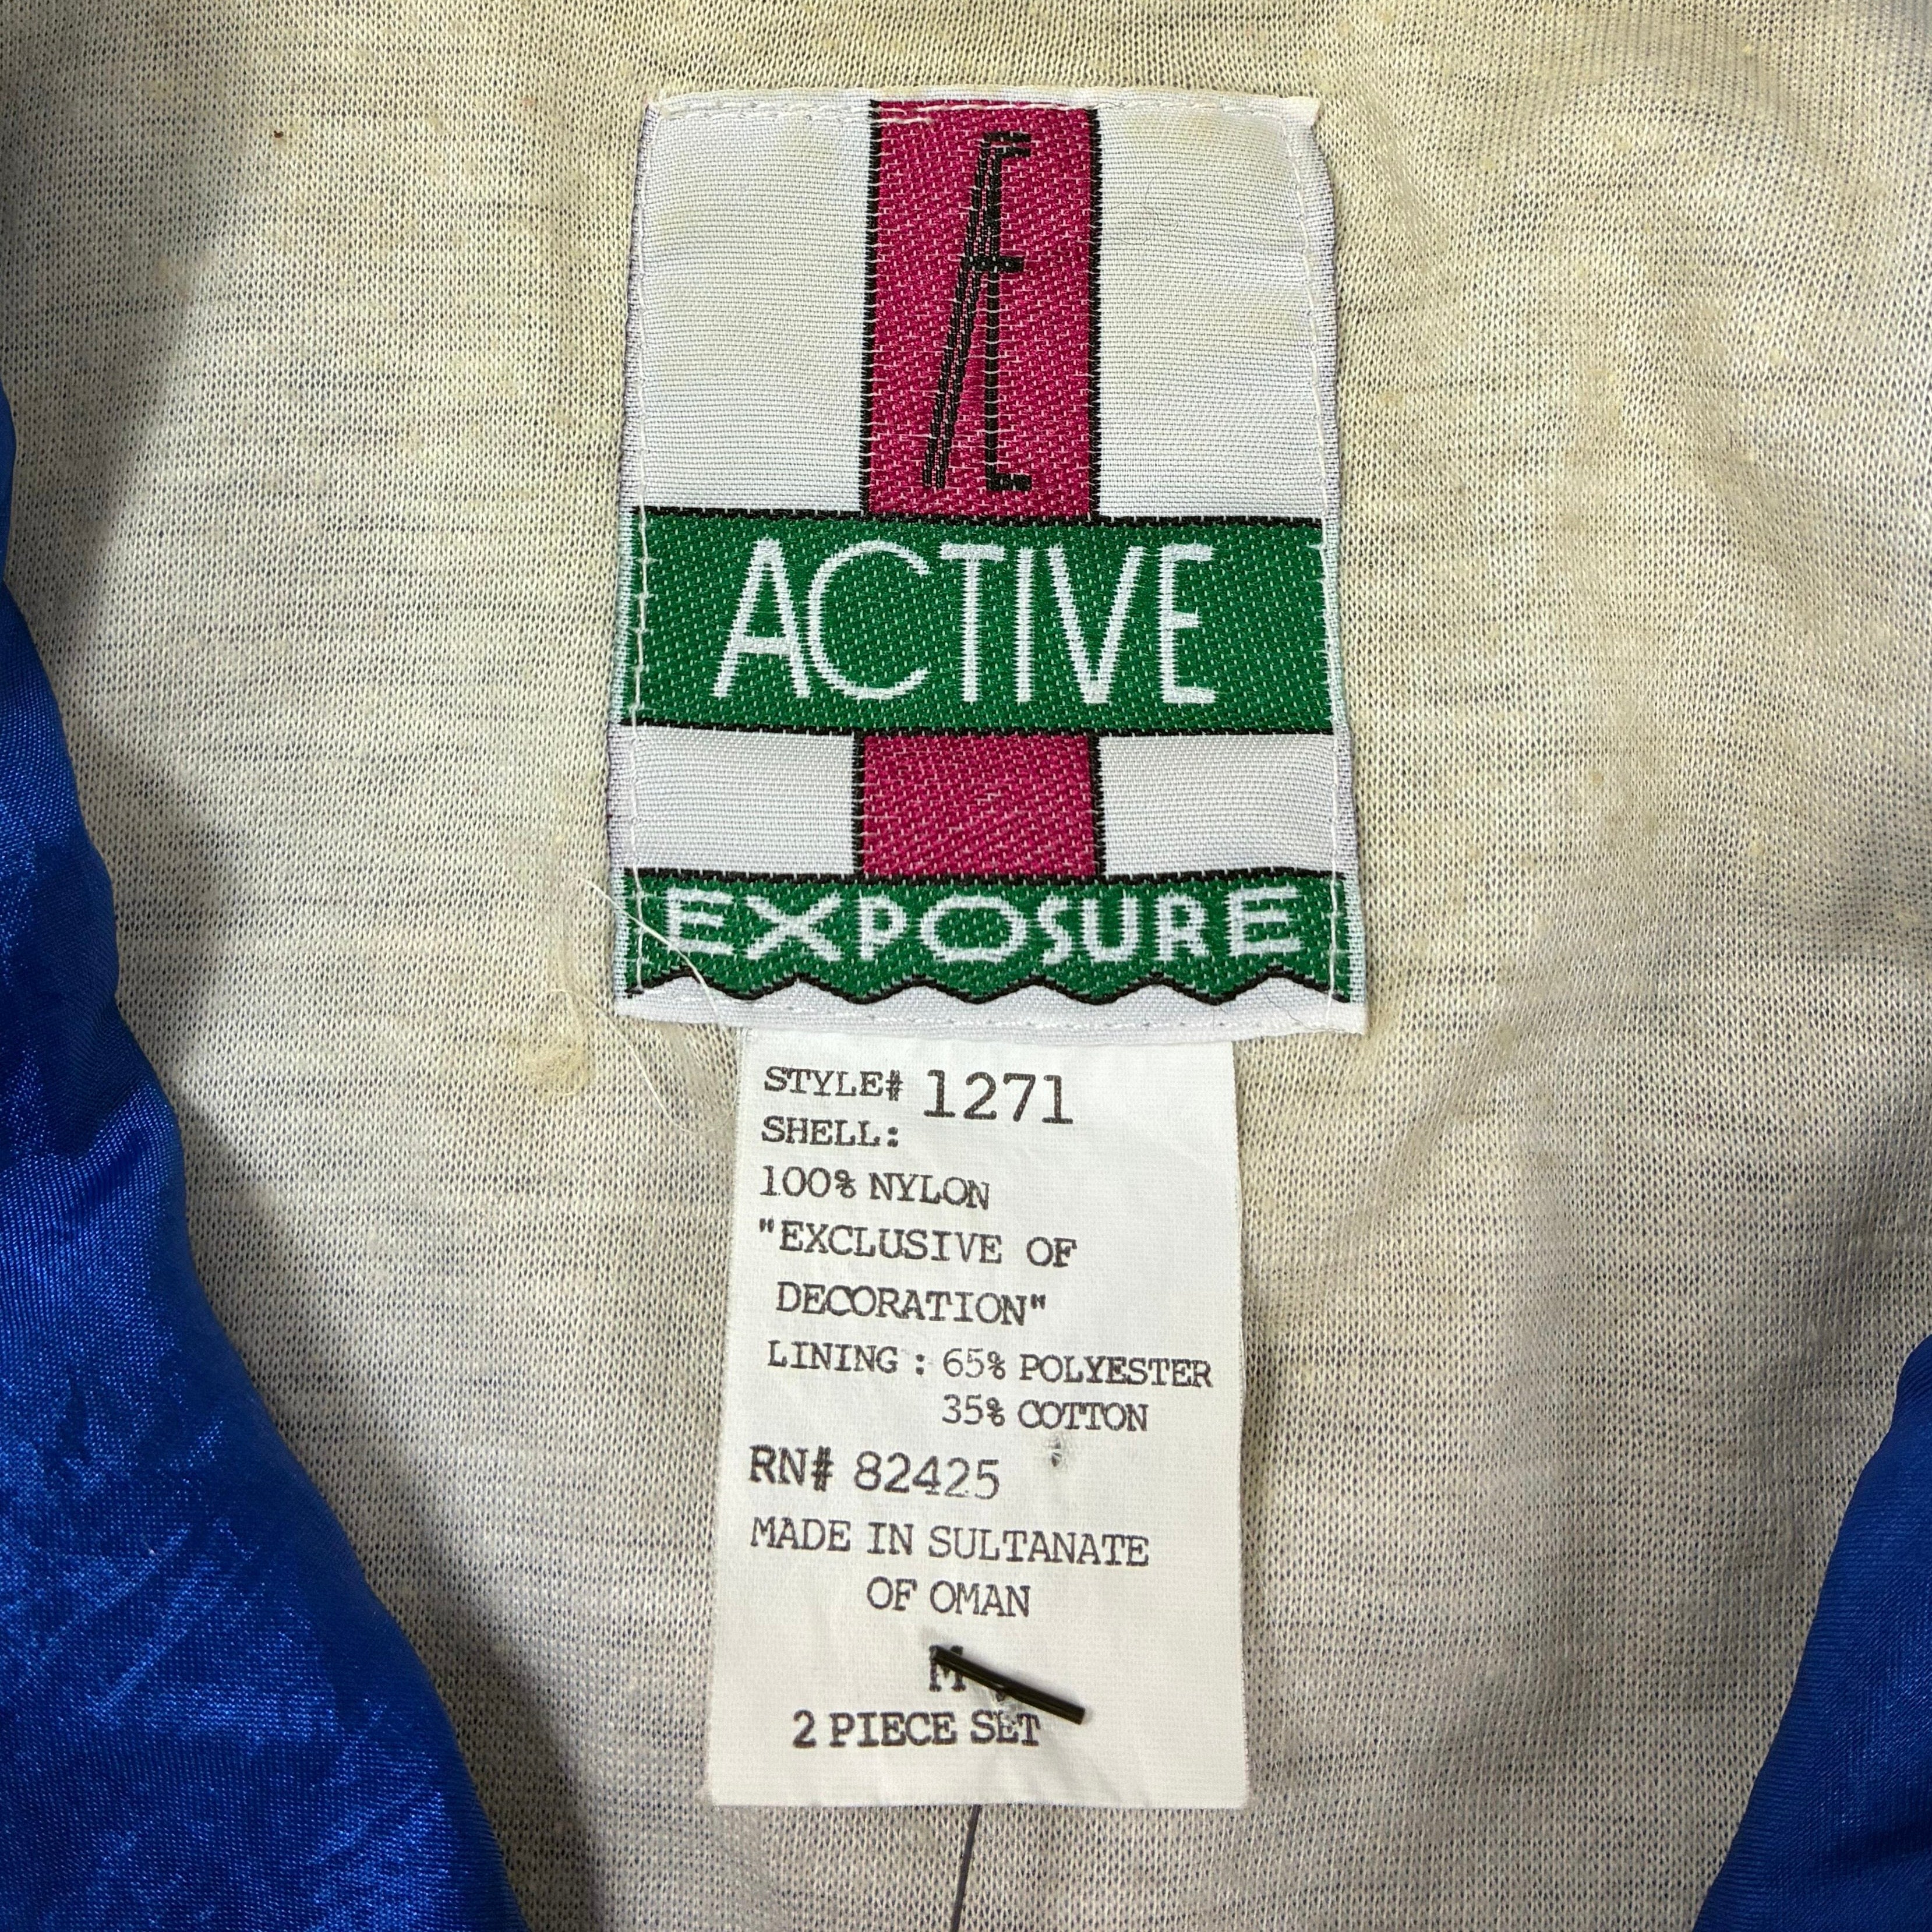 AE
ACTIVE
EXPOSURE
STYLE# 1271
SHELL:
100% NYLON
"EXCLUSIVE OF
DECORATION"
LINING : 65% POLYESTER
35% COTTON
RN# 82425
MADE IN SULTANATE
OF OMAN
M
2 PIECE SET